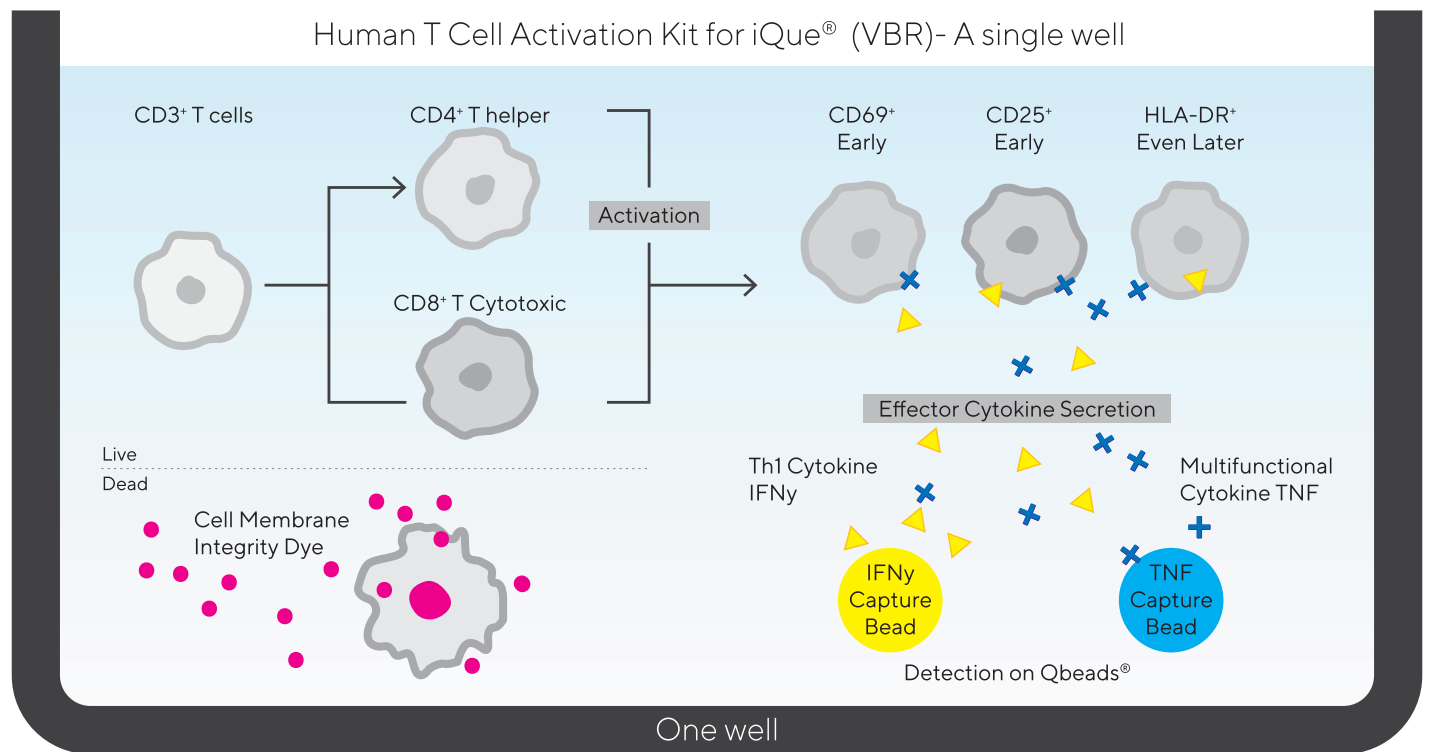 Human T Cell Activation Kit for iQue® (VBR)- A single well
CD3⁺ T cells
CD4⁺ T helper
CD8⁺ T Cytotoxic
Activation
CD69⁺
Early
CD25⁺
Early
HLA-DR⁺
Even Later
Effector Cytokine Secretion
Live
Dead
Cell Membrane
Integrity Dye
Th1 Cytokine
IFNy
Multifunctional
Cytokine TNF
IFNy
Capture
Bead
TNF
Capture
Bead
Detection on Qbeads®
One well